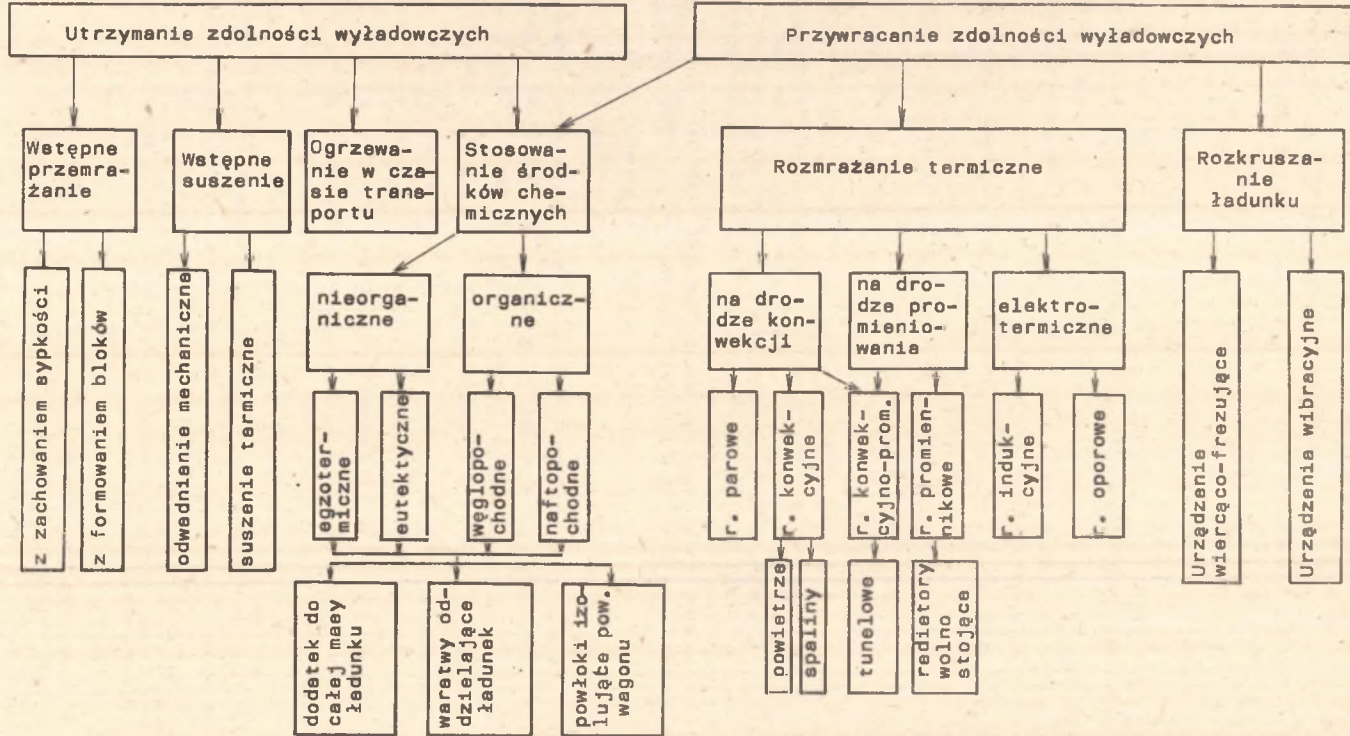 Utrzymanie zdolności wyładowczych
Przywracanie zdolności wyładowczych
Wstępne
przemra-
żanie
Wstępne
suszenie
Ogrzewa-
nie w cza-
sie trans-
portu
Stosowa-
nie środ-
ków che-
micznych
Rozmrażanie termiczne
Rozkrusza-
nie
ładunku
z zachowaniem sypkości
z formowaniem bloków
odwadnianie mechaniczne
suszenie termiczne
nieorga-
niczne
organicz-
ne
na dro-
dze kon-
wekcji
na dro-
dze pro-
mienio-
wania
elektro-
termiczne
Urządzenia
wiercąco-frezujące
Urządzenia wibracyjne
egzoter-
miczne
eutektyczne
węglopo-
chodne
naftopo-
chodne
r. parowe
r. konwek-
cyjne
r. konwek-
cyjno-prom.
r. promien-
nikowe
r. induk-
cyjne
r. oporowe
dodatek do
całej masy
ładunku
warstwy od-
dzielające
ładunek
powłoki izo-
lujące pow.
wagonu
powietrze
spaliny
tunelowe
radiatory
wolno
stojące